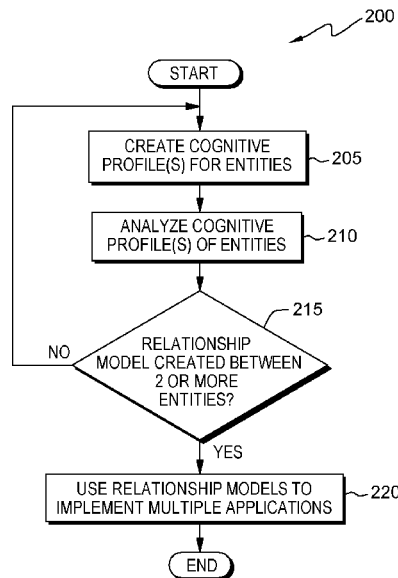 200
START
CREATE COGNITIVE
PROFILE(S) FOR ENTITIES
205
ANALYZE COGNITIVE
PROFILE(S) OF ENTITIES
210
215
RELATIONSHIP
MODEL CREATED BETWEEN
2 OR MORE
ENTITIES?
NO
YES
USE RELATIONSHIP MODELS TO
IMPLEMENT MULTIPLE APPLICATIONS
220
END